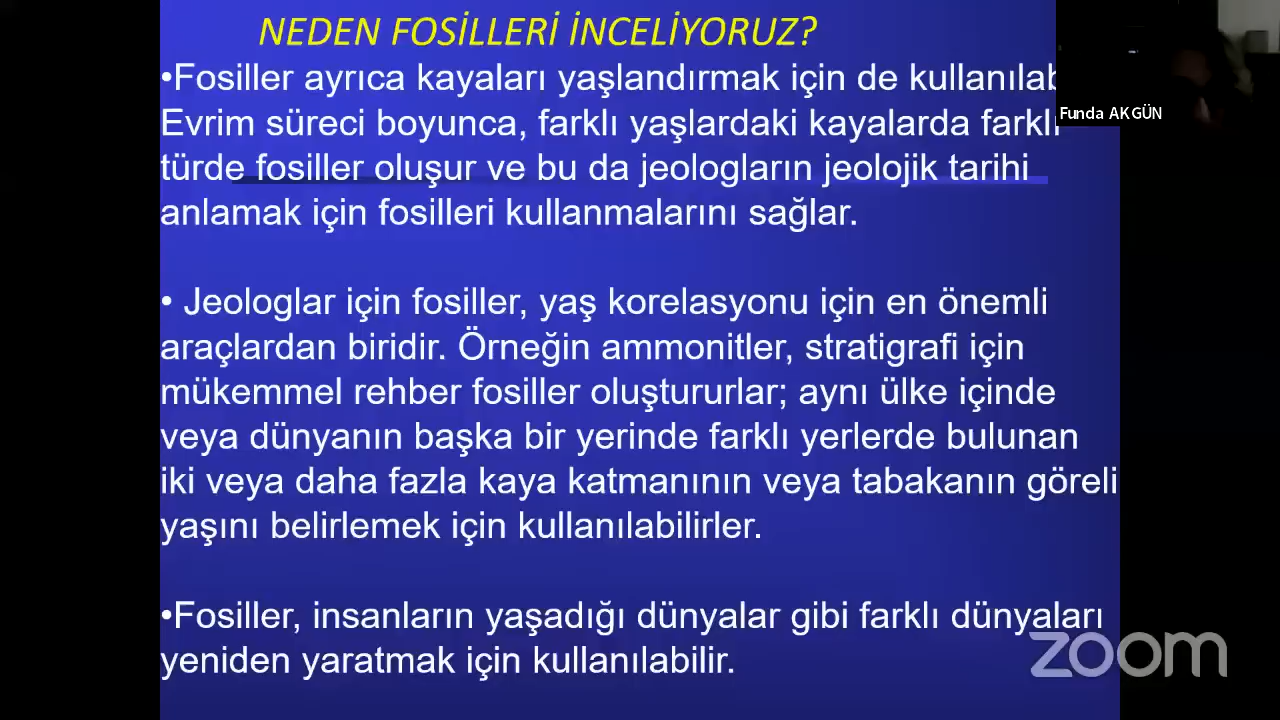 NEDEN FOSİLLERİ İNCELİYORUZ?
•Fosiller ayrıca kayaları yaşlandırmak için de
Evrim süreci boyunca, farklı yaşlardaki kayalarda farklı
türde fosiller oluşur ve bu da jeologların jeolojik tarihi
anlamak için fosilleri kullanmalarını sağlar.
• Jeologlar için fosiller, yaş korelasyonu için en önemli
araçlardan biridir. Örneğin ammonitler, stratigrafi için
mükemmel rehber fosiller oluştururlar; aynı ülke içinde
veya dünyanın başka bir yerinde farklı yerlerde bulunan
iki veya daha fazla kaya katmanının veya tabakanın göreli
yaşını belirlemek için kullanılabilirler.
•Fosiller, insanların yaşadığı dünyalar gibi farklı dünyaları
yeniden yaratmak için kullanılabilir.
Funda AKGÜN
zoom